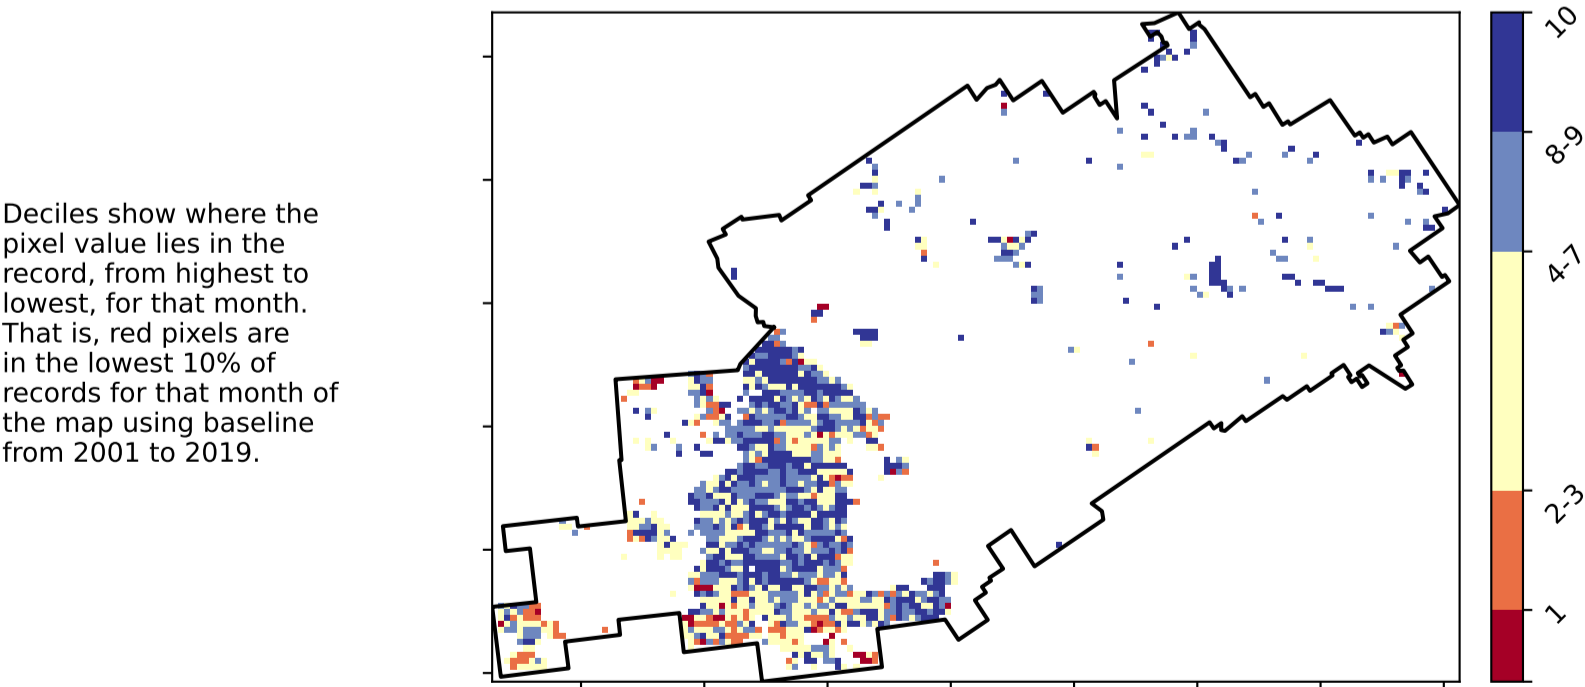 Deciles show where the
pixel value lies in the
record, from highest to
lowest, for that month.
That is, red pixels are
in the lowest 10% of
records for that month of
the map using baseline
from 2001 to 2019.
10
8-9
4-7
2-3
1